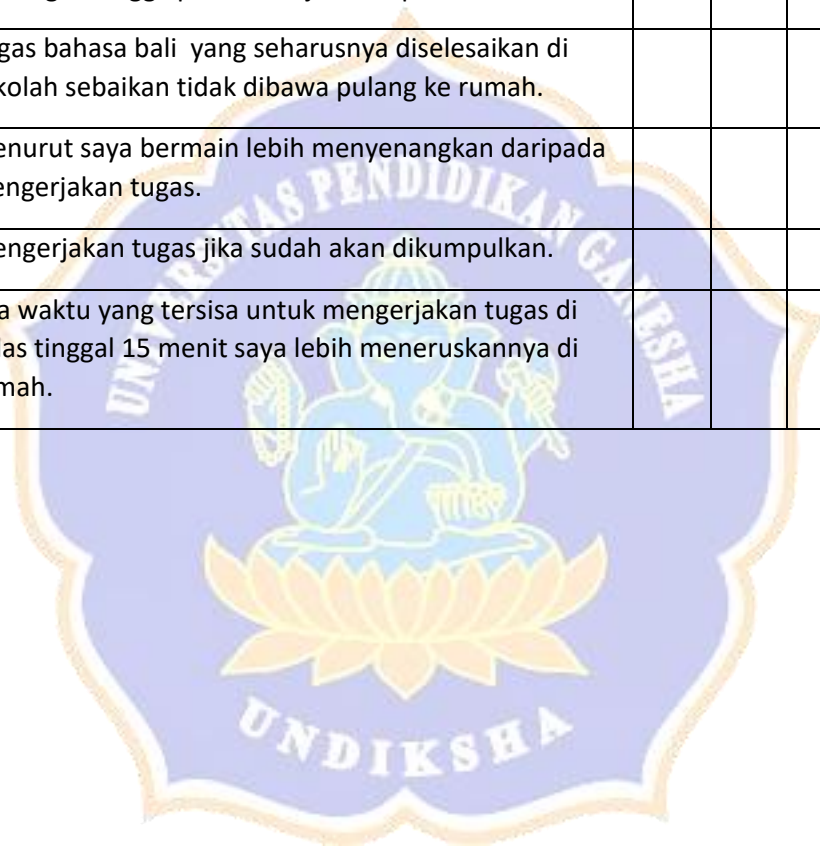 gas bahasa bali yang seharusnya diselesaikan di
kolah sebaikan tidak dibawa pulang ke rumah.
enurut saya bermain lebih menyenangkan daripada
engerjakan tugas.
engerjakan tugas jika sudah akan dikumpulkan.
a waktu yang tersisa untuk mengerjakan tugas di
las tinggal 15 menit saya lebih meneruskannya di
mah.
UNIVERSITAS PENDIDIKAN GANESHA
UNDIKSHA